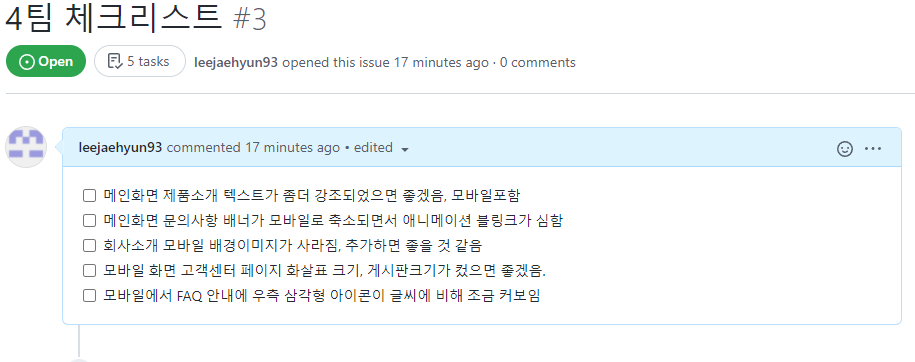 4팀 체크리스트 #3
Open 5 tasks leejaehyun93 opened this issue 17 minutes ago · 0 comments
leejaehyun93 commented 17 minutes ago • edited
메인화면 제품소개 텍스트가 좀더 강조되었으면 좋겠음, 모바일포함
메인화면 문의사항 배너가 모바일로 축소되면서 애니메이션 블링크가 심함
회사소개 모바일 배경이미지가 사라짐, 추가하면 좋을 것 같음
모바일 화면 고객센터 페이지 화살표 크기, 게시판크기가 컸으면 좋겠음.
모바일에서 FAQ 안내에 우측 삼각형 아이콘이 글씨에 비해 조금 커보임